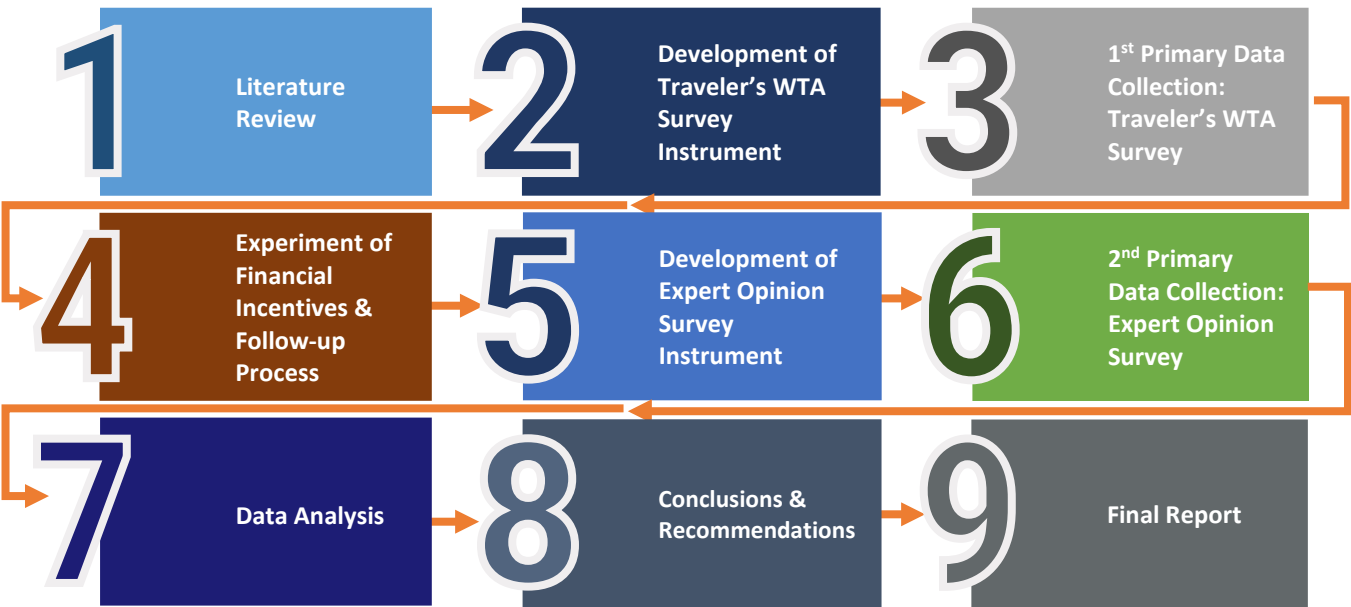 1
Literature
Review
2
Development of
Traveler’s WTA
Survey
Instrument
3
1st Primary Data
Collection:
Traveler’s WTA
Survey
4
Experiment of
Financial
Incentives &
Follow-up
Process
5
Development of
Expert Opinion
Survey
Instrument
6
2nd Primary
Data Collection:
Expert Opinion
Survey
7
Data Analysis
8
Conclusions &
Recommendations
9
Final Report